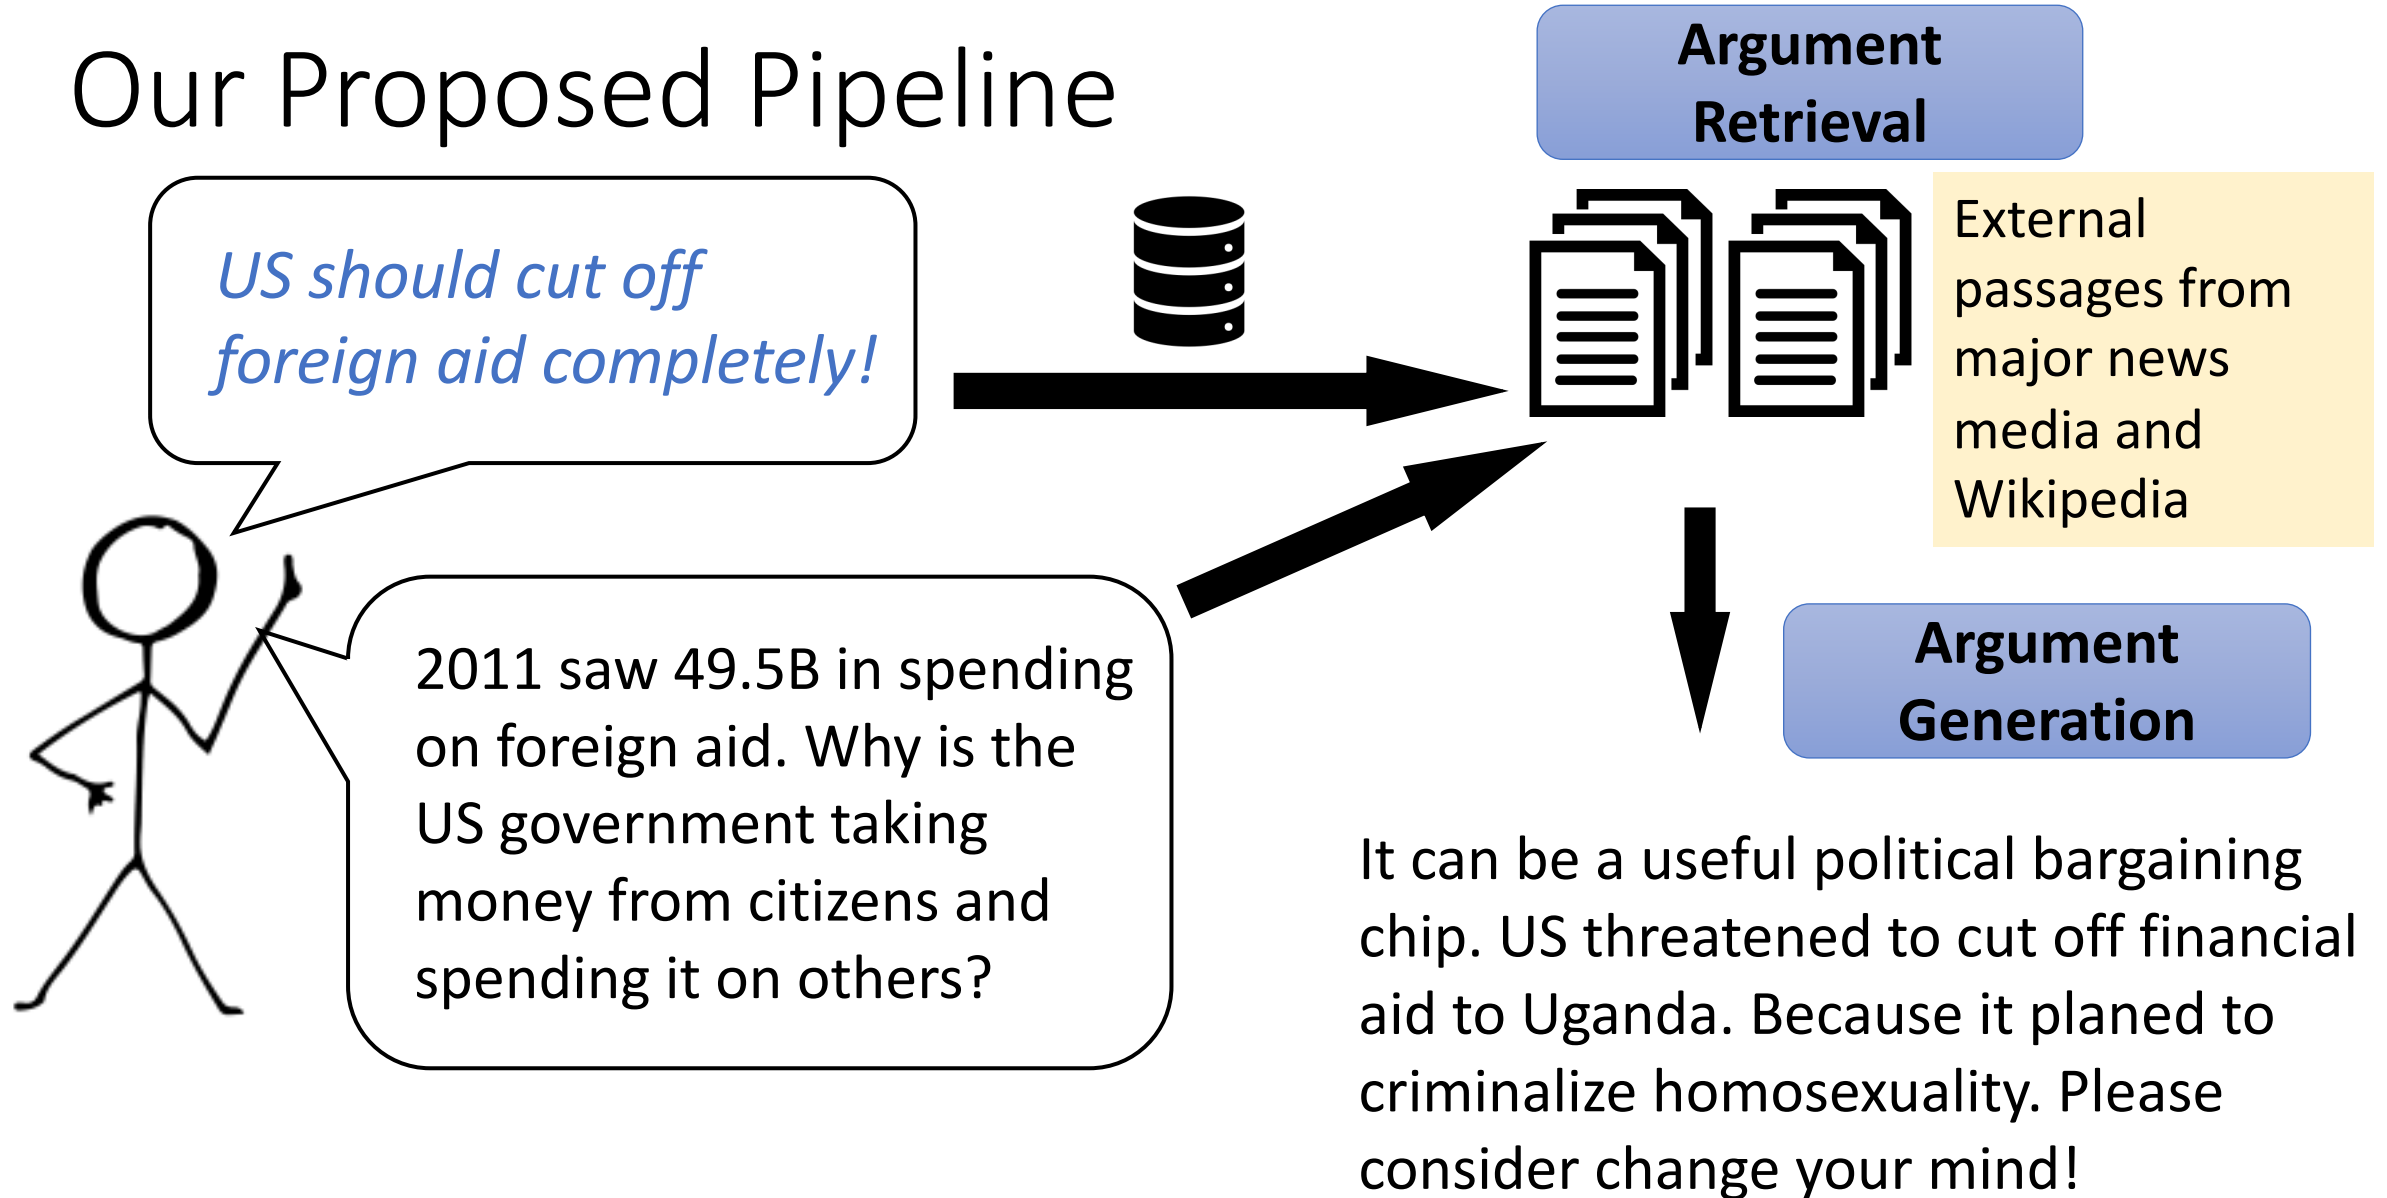 Our Proposed Pipeline
US should cut off
foreign aid completely!
2011 saw 49.5B in spending
on foreign aid. Why is the
US government taking
money from citizens and
spending it on others?
Argument
Retrieval
External
passages from
major news
media and
Wikipedia
Argument
Generation
It can be a useful political bargaining
chip. US threatened to cut off financial
aid to Uganda. Because it planed to
criminalize homosexuality. Please
consider change your mind!